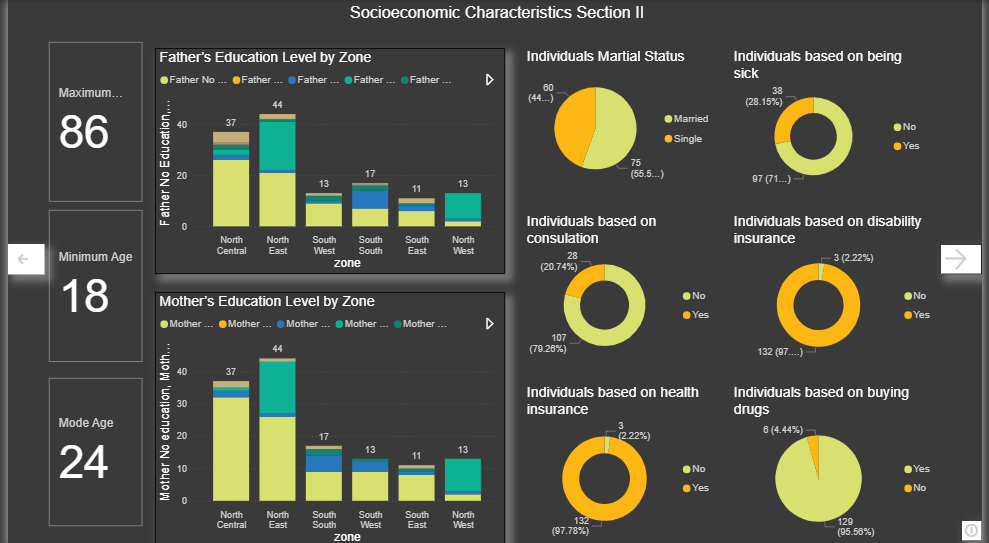 Socioeconomic Characteristics Section II
Maximum...
86
Minimum Age
18
Mode Age
24
Father's Education Level by Zone
Father No ... Father ... Father ... Father ... Father ...
Father No Education,...
40
20
0
37
44
13
17
11
13
North Central
North East
South West
South South
South East
North West
zone
Mother's Education Level by Zone
Mother ... Mother ... Mother ... Mother ... Mother ...
Mother No education, Moth...
40
30
20
10
0
37
44
17
13
11
13
North Central
North East
South South
South West
South East
North West
zone
Individuals Martial Status
60
(44...)
75
(55.5...)
Married
Single
Individuals based on being
sick
38
(28.15%)
97 (71...)
No
Yes
Individuals based on
consulation
28
(20.74%)
107
(79.26%)
No
Yes
Individuals based on disability
insurance
3 (2.22%)
132 (97....)
No
Yes
Individuals based on health
insurance
3
(2.22%)
132
(97.78%)
No
Yes
Individuals based on buying
drugs
6 (4.44%)
129
(95.56%)
Yes
No